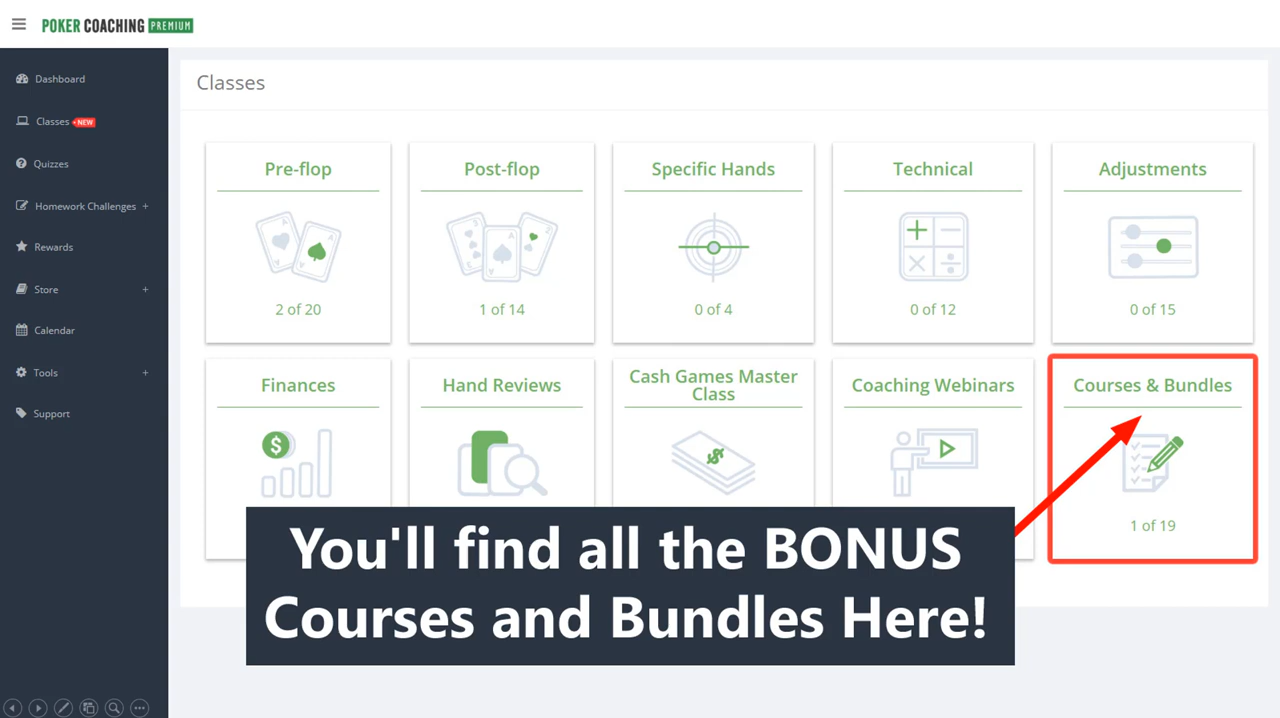 POKER COACHING PREMIUM
Dashboard
Classes NEW
Quizzes
Homework Challenges +
Rewards
Store +
Calendar
Tools +
Support
Classes
Pre-flop
2 of 20
Post-flop
1 of 14
Specific Hands
0 of 4
Technical
0 of 12
Adjustments
0 of 15
Finances
Hand Reviews
Cash Games Master
Class
Coaching Webinars
Courses & Bundles
1 of 19
You'll find all the BONUS
Courses and Bundles Here!